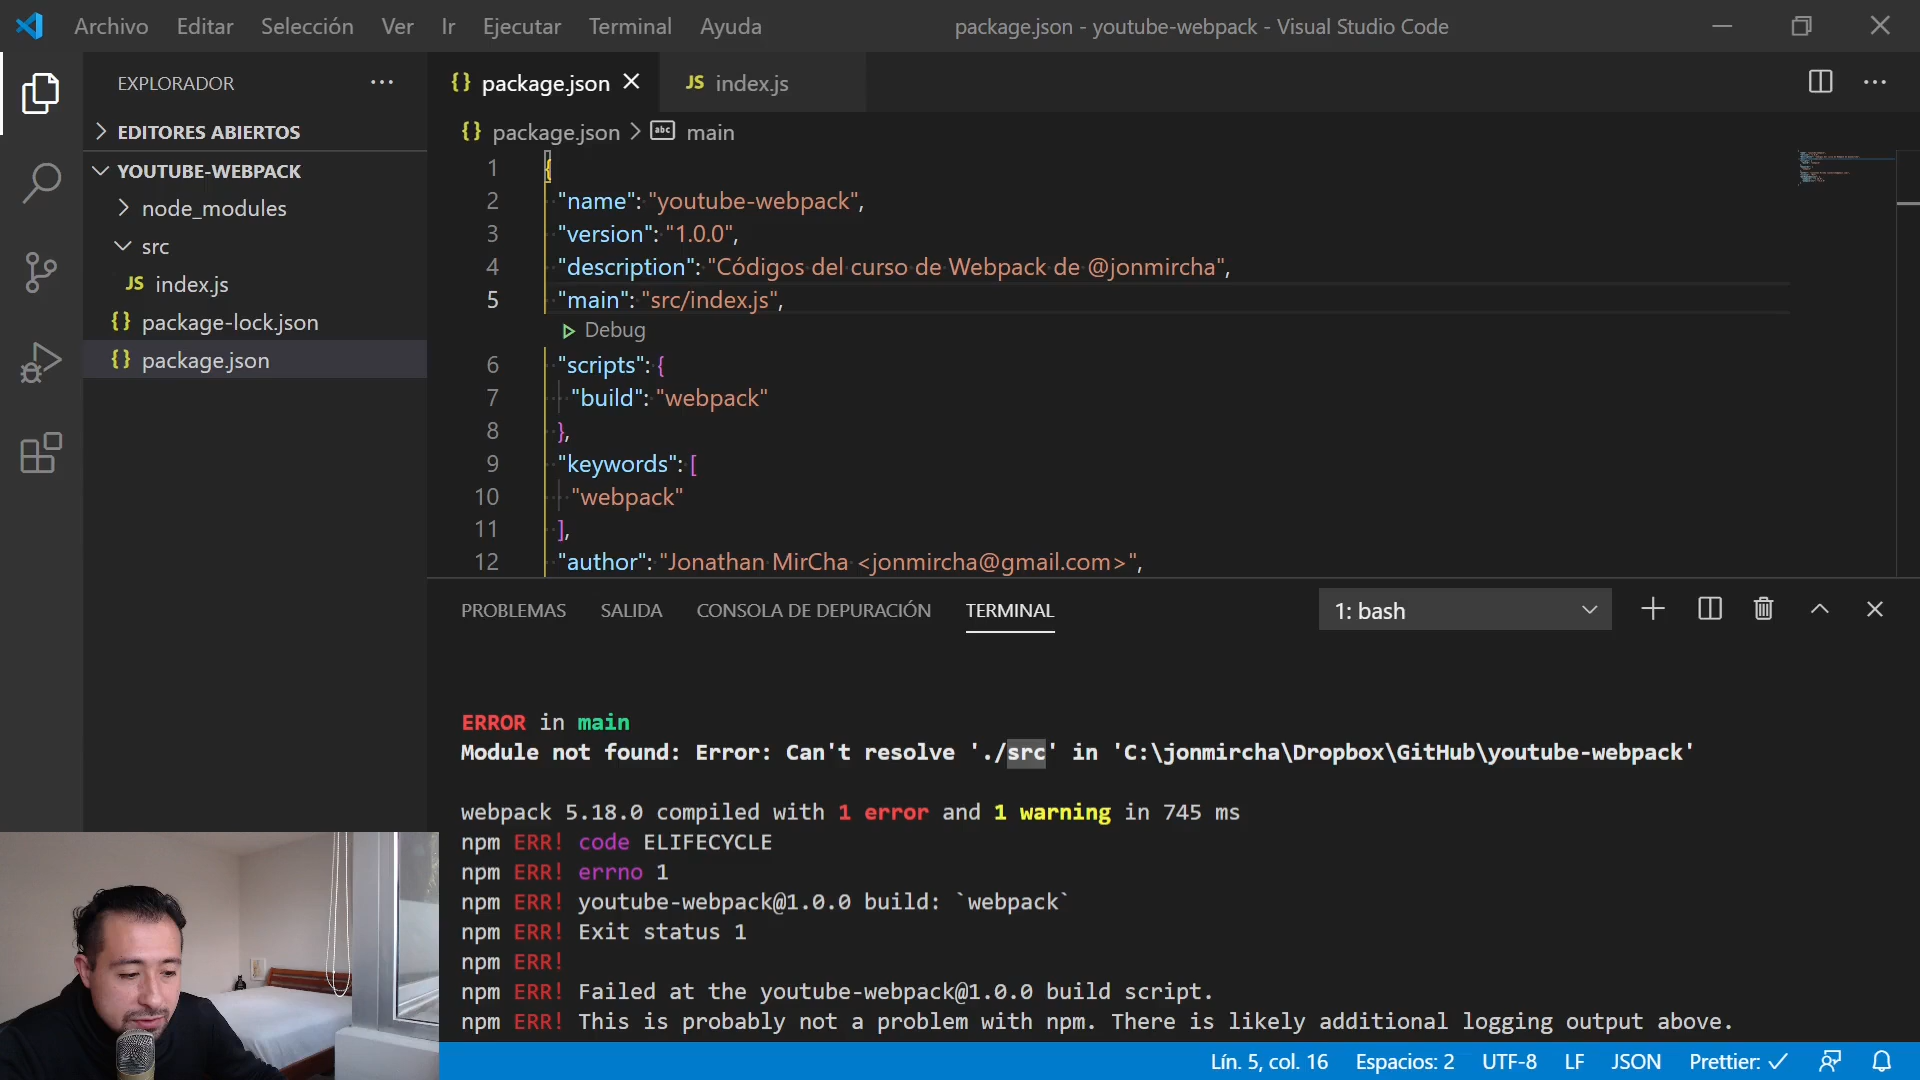 Archivo Editar Selección Ver Ir Ejecutar Terminal Ayuda package.json - youtube-webpack - Visual Studio Code
EXPLORADOR
EDITORES ABIERTOS
YOUTUBE-WEBPACK
node_modules
src
JS index.js
{} package-lock.json
{} package.json
{} package.json JS index.js
{} package.json > abc main
1 {
2 "name": "youtube-webpack",
3 "version": "1.0.0",
4 "description": "Códigos del curso de Webpack de @jonmircha",
5 "main": "src/index.js",
Debug
6 "scripts": {
7 "build": "webpack"
8 },
9 "keywords": [
10 "webpack"
11 ],
12 "author": "Jonathan MirCha <jonmircha@gmail.com>",
PROBLEMAS SALIDA CONSOLA DE DEPURACIÓN TERMINAL 1: bash
ERROR in main
Module not found: Error: Can't resolve './src' in 'C:\jonmircha\Dropbox\GitHub\youtube-webpack'
webpack 5.18.0 compiled with 1 error and 1 warning in 745 ms
npm ERR! code ELIFECYCLE
npm ERR! errno 1
npm ERR! youtube-webpack@1.0.0 build: `webpack`
npm ERR! Exit status 1
npm ERR!
npm ERR! Failed at the youtube-webpack@1.0.0 build script.
npm ERR! This is probably not a problem with npm. There is likely additional logging output above.
Lín. 5, col. 16 Espacios: 2 UTF-8 LF JSON Prettier: ✓